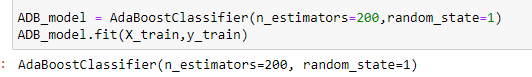 ADB_model = AdaBoostClassifier(n_estimators=200,random_state=1)
ADB_model.fit(X_train,y_train)
: AdaBoostClassifier(n_estimators=200, random_state=1)